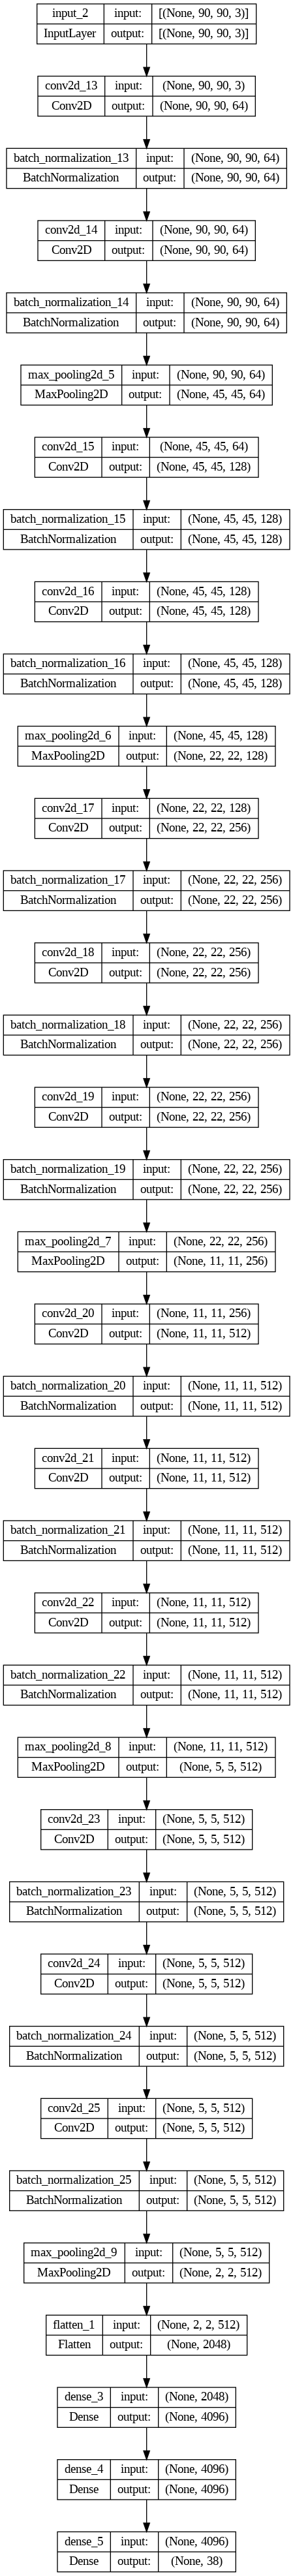 input_2 input: [(None, 90, 90, 3)]
InputLayer output: [(None, 90, 90, 3)]
conv2d_13 input: (None, 90, 90, 3)
Conv2D output: (None, 90, 90, 64)
batch_normalization_13 input: (None, 90, 90, 64)
BatchNormalization output: (None, 90, 90, 64)
conv2d_14 input: (None, 90, 90, 64)
Conv2D output: (None, 90, 90, 64)
batch_normalization_14 input: (None, 90, 90, 64)
BatchNormalization output: (None, 90, 90, 64)
max_pooling2d_5 input: (None, 90, 90, 64)
MaxPooling2D output: (None, 45, 45, 64)
conv2d_15 input: (None, 45, 45, 64)
Conv2D output: (None, 45, 45, 128)
batch_normalization_15 input: (None, 45, 45, 128)
BatchNormalization output: (None, 45, 45, 128)
conv2d_16 input: (None, 45, 45, 128)
Conv2D output: (None, 45, 45, 128)
batch_normalization_16 input: (None, 45, 45, 128)
BatchNormalization output: (None, 45, 45, 128)
max_pooling2d_6 input: (None, 45, 45, 128)
MaxPooling2D output: (None, 22, 22, 128)
conv2d_17 input: (None, 22, 22, 128)
Conv2D output: (None, 22, 22, 256)
batch_normalization_17 input: (None, 22, 22, 256)
BatchNormalization output: (None, 22, 22, 256)
conv2d_18 input: (None, 22, 22, 256)
Conv2D output: (None, 22, 22, 256)
batch_normalization_18 input: (None, 22, 22, 256)
BatchNormalization output: (None, 22, 22, 256)
conv2d_19 input: (None, 22, 22, 256)
Conv2D output: (None, 22, 22, 256)
batch_normalization_19 input: (None, 22, 22, 256)
BatchNormalization output: (None, 22, 22, 256)
max_pooling2d_7 input: (None, 22, 22, 256)
MaxPooling2D output: (None, 11, 11, 256)
conv2d_20 input: (None, 11, 11, 256)
Conv2D output: (None, 11, 11, 512)
batch_normalization_20 input: (None, 11, 11, 512)
BatchNormalization output: (None, 11, 11, 512)
conv2d_21 input: (None, 11, 11, 512)
Conv2D output: (None, 11, 11, 512)
batch_normalization_21 input: (None, 11, 11, 512)
BatchNormalization output: (None, 11, 11, 512)
conv2d_22 input: (None, 11, 11, 512)
Conv2D output: (None, 11, 11, 512)
batch_normalization_22 input: (None, 11, 11, 512)
BatchNormalization output: (None, 11, 11, 512)
max_pooling2d_8 input: (None, 11, 11, 512)
MaxPooling2D output: (None, 5, 5, 512)
conv2d_23 input: (None, 5, 5, 512)
Conv2D output: (None, 5, 5, 512)
batch_normalization_23 input: (None, 5, 5, 512)
BatchNormalization output: (None, 5, 5, 512)
conv2d_24 input: (None, 5, 5, 512)
Conv2D output: (None, 5, 5, 512)
batch_normalization_24 input: (None, 5, 5, 512)
BatchNormalization output: (None, 5, 5, 512)
conv2d_25 input: (None, 5, 5, 512)
Conv2D output: (None, 5, 5, 512)
batch_normalization_25 input: (None, 5, 5, 512)
BatchNormalization output: (None, 5, 5, 512)
max_pooling2d_9 input: (None, 5, 5, 512)
MaxPooling2D output: (None, 2, 2, 512)
flatten_1 input: (None, 2, 2, 512)
Flatten output: (None, 2048)
dense_3 input: (None, 2048)
Dense output: (None, 4096)
dense_4 input: (None, 4096)
Dense output: (None, 4096)
dense_5 input: (None, 4096)
Dense output: (None, 38)